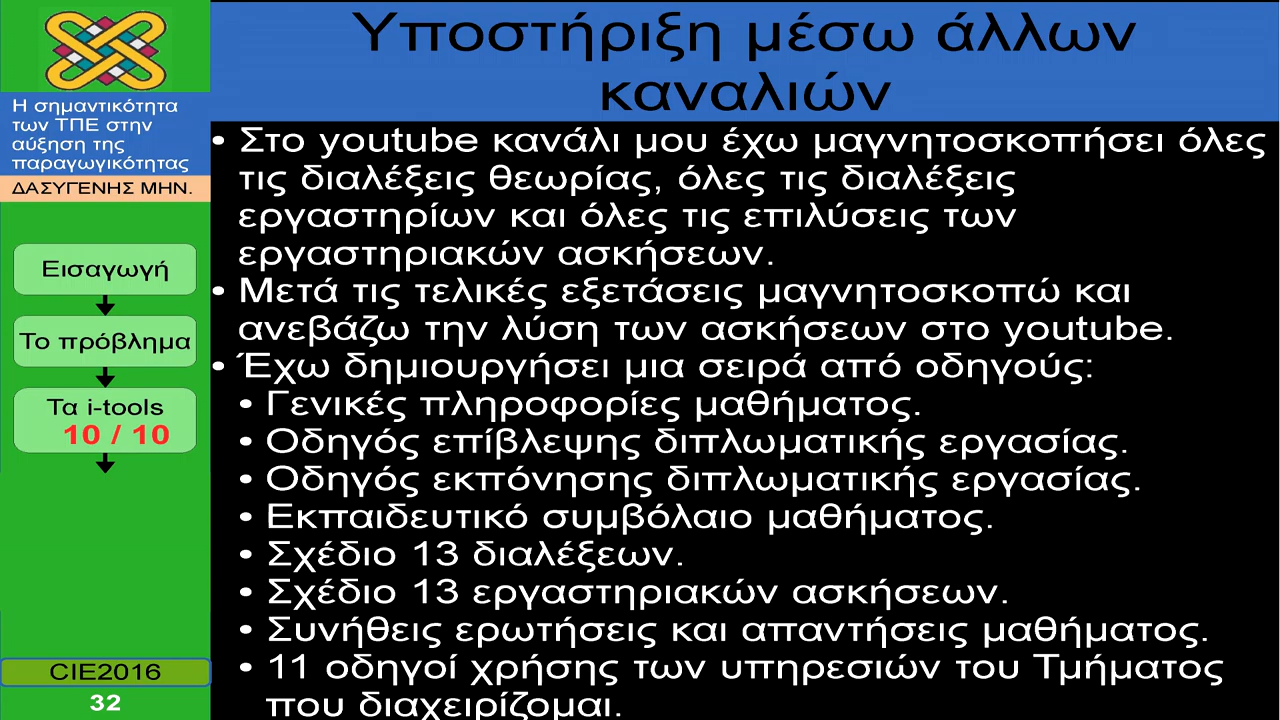 Υποστήριξη μέσω άλλων
καναλιών
Η σημαντικότητα
των ΤΠΕ στην
αύξηση της
παραγωγικότητας
ΔΑΣΥΓΕΝΗΣ ΜΗΝ.
Εισαγωγή
Το πρόβλημα
Τα i-tools
10 / 10
CIE2016
32
• Στο youtube κανάλι μου έχω μαγνητοσκοπήσει όλες
τις διαλέξεις θεωρίας, όλες τις διαλέξεις
εργαστηρίων και όλες τις επιλύσεις των
εργαστηριακών ασκήσεων.
• Μετά τις τελικές εξετάσεις μαγνητοσκοπώ και
ανεβάζω την λύση των ασκήσεων στο youtube.
• Έχω δημιουργήσει μια σειρά από οδηγούς:
• Γενικές πληροφορίες μαθήματος.
• Οδηγός επίβλεψης διπλωματικής εργασίας.
• Οδηγός εκπόνησης διπλωματικής εργασίας.
• Εκπαιδευτικό συμβόλαιο μαθήματος.
• Σχέδιο 13 διαλέξεων.
• Σχέδιο 13 εργαστηριακών ασκήσεων.
• Συνήθεις ερωτήσεις και απαντήσεις μαθήματος.
• 11 οδηγοί χρήσης των υπηρεσιών του Τμήματος
που διαχειρίζομαι.